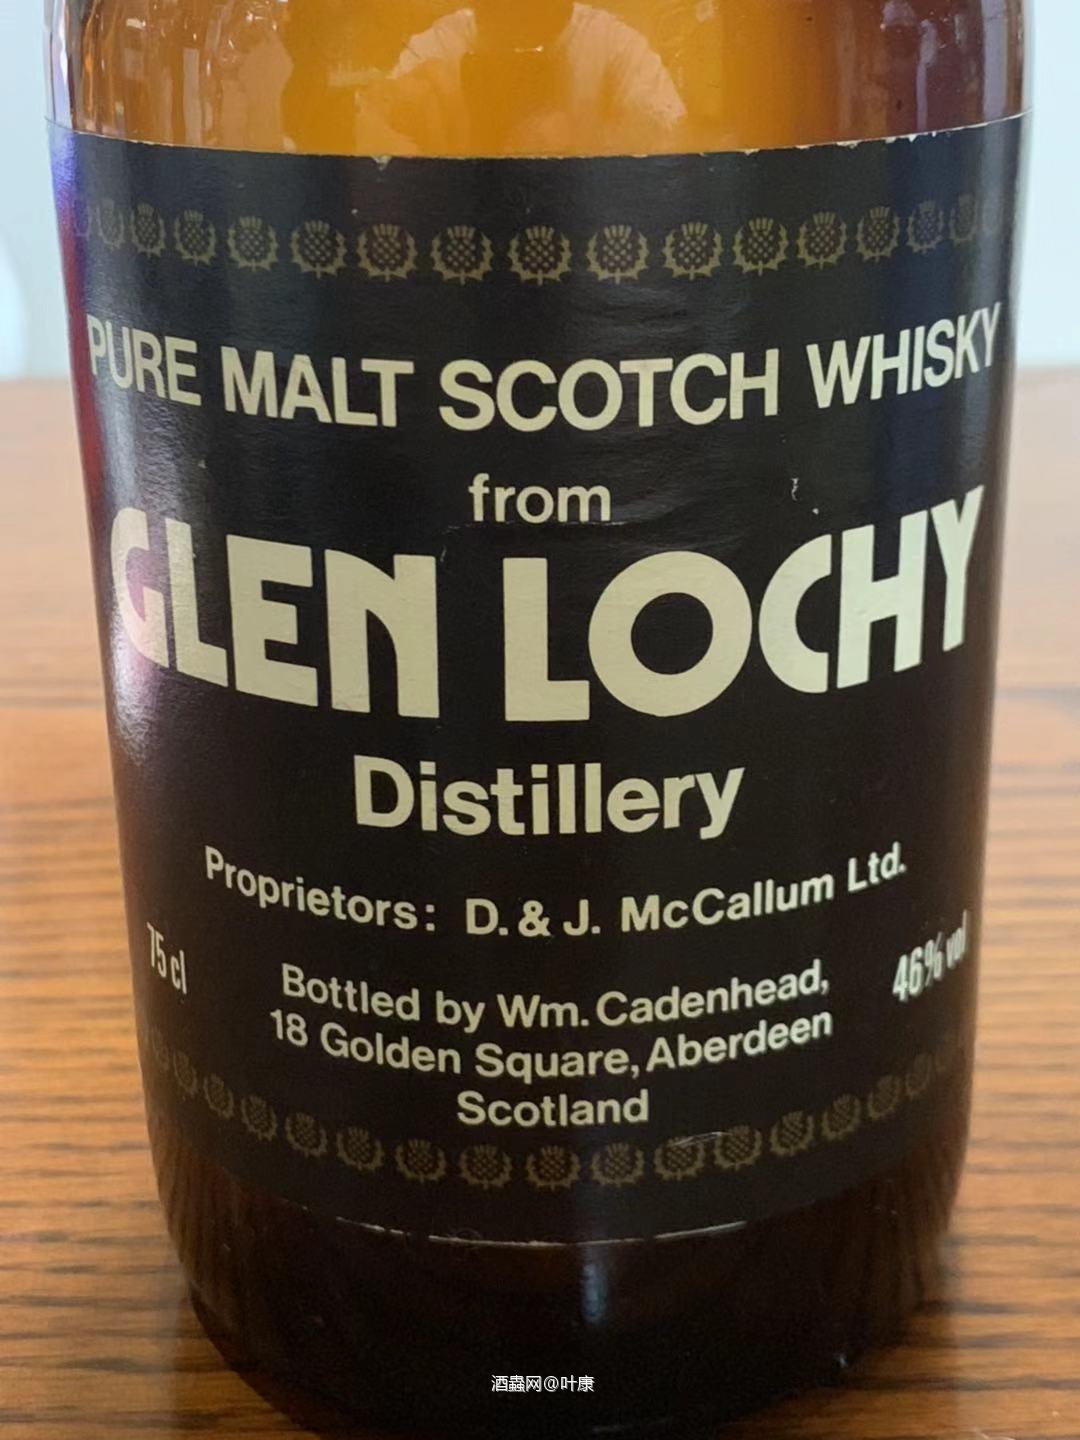 PURE MALT SCOTCH WHISKY
from
GLEN LOCHY
Distillery
Proprietors: D. & J. McCallum Ltd.
75 cl
46% vol
Bottled by Wm. Cadenhead,
18 Golden Square, Aberdeen
Scotland
酒蟲网@叶康